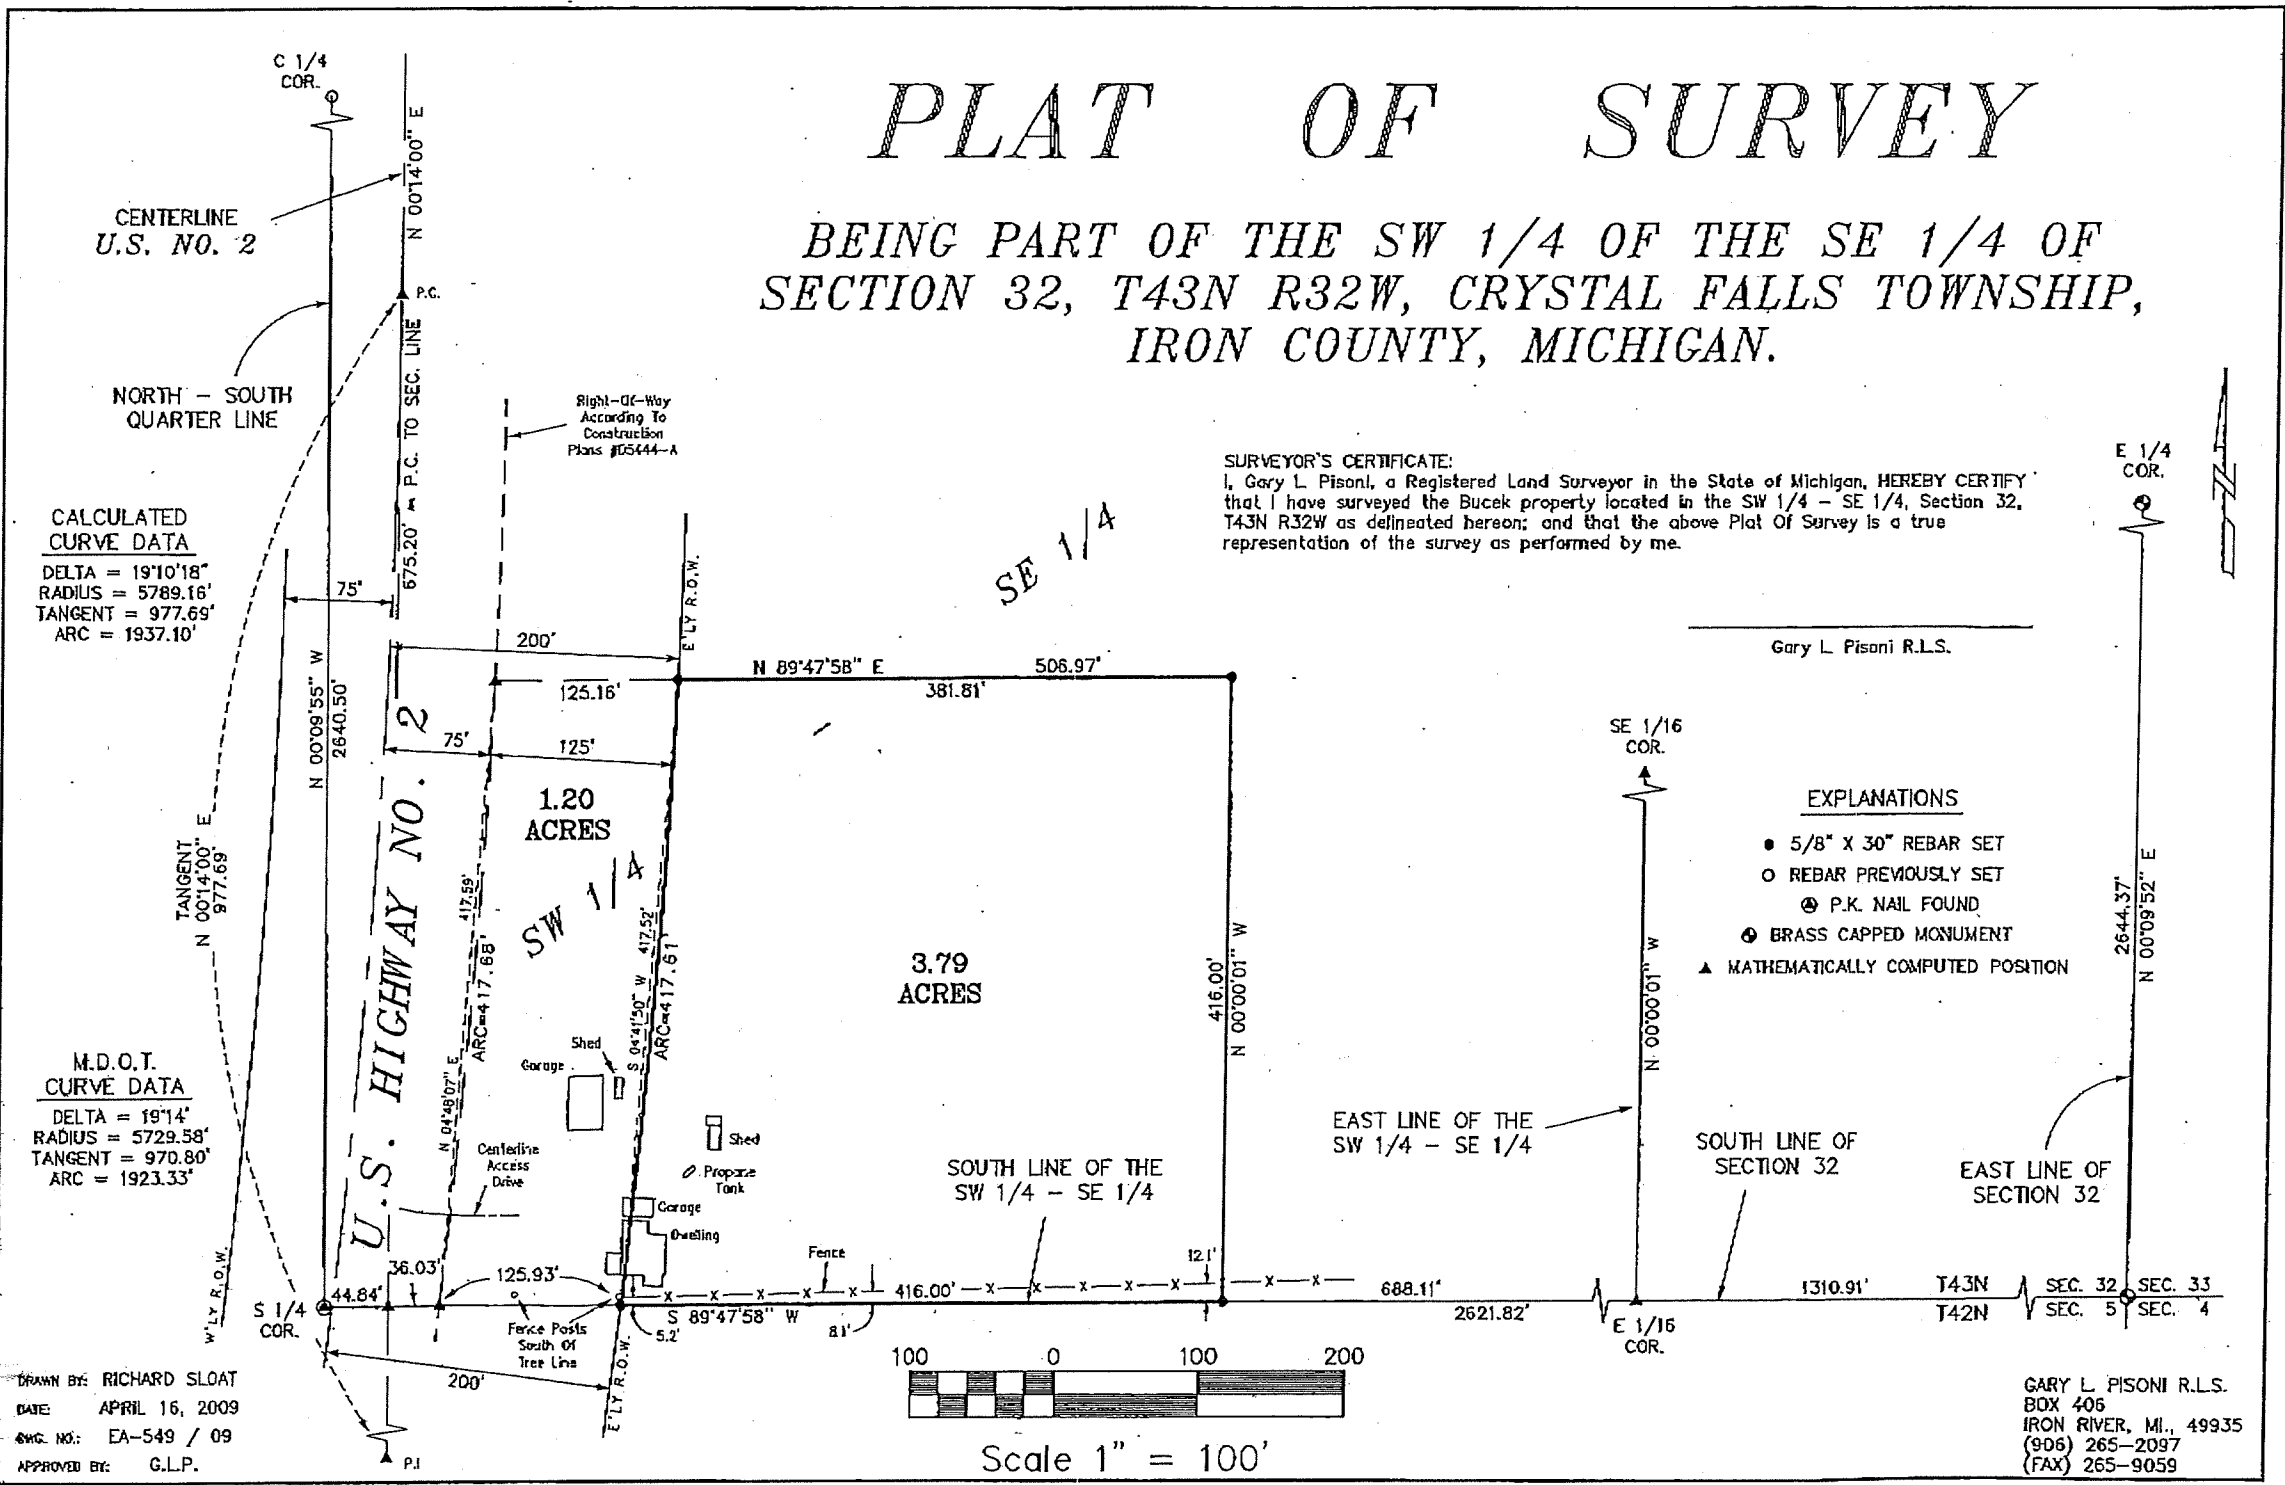 PLAT OF SURVEY
BEING PART OF THE SW 1/4 OF THE SE 1/4 OF
SECTION 32, T43N R32W, CRYSTAL FALLS TOWNSHIP,
IRON COUNTY, MICHIGAN.
C 1/4
COR.
N 00°14'00" E
CENTERLINE
U.S. NO. 2
P.C.
NORTH - SOUTH
QUARTER LINE
675.20' P.C. TO SEC. LINE
Right-Of-Way
According To
Construction
Plans #05444-A
SURVEYOR'S CERTIFICATE:
I, Gary L Pisoni, a Registered Land Surveyor in the State of Michigan, HEREBY CERTIFY
that I have surveyed the Bucek property located in the SW 1/4 - SE 1/4, Section 32,
T43N R32W as delineated hereon; and that the above Plat Of Survey is a true
representation of the survey as performed by me.
Gary L Pisoni R.L.S.
E 1/4
COR.
N
CALCULATED
CURVE DATA
DELTA = 19°10'18"
RADIUS = 5789.16'
TANGENT = 977.69'
ARC = 1937.10'
75'
SE 1/4
E'LY R.O.W.
200'
N 89°47'58" E 506.97'
125.16'
381.81'
N 00°09'55" W
2640.50'
75'
125'
1.20
ACRES
SW 1/4
SE 1/16
COR.
EXPLANATIONS
5/8" X 30" REBAR SET
REBAR PREVIOUSLY SET
P.K. NAIL FOUND
BRASS CAPPED MONUMENT
MATHEMATICALLY COMPUTED POSITION
TANGENT
N 00°14'00" E
977.69'
U.S. HIGHWAY NO. 2
N 04°48'07" E 417.59'
ARC=417.68'
S 04°41'50" W 417.52'
ARC=417.61'
3.79
ACRES
416.00'
N 00°00'01" W
N 00°00'01" W
2644.37'
N 00°09'52" E
M.D.O.T.
CURVE DATA
DELTA = 19°14'
RADIUS = 5729.58'
TANGENT = 970.80'
ARC = 1923.33'
Shed
Garage
Centerline
Access
Drive
Shed
Propane
Tank
Garage
Dwelling
Fence
SOUTH LINE OF THE
SW 1/4 - SE 1/4
EAST LINE OF THE
SW 1/4 - SE 1/4
SOUTH LINE OF
SECTION 32
EAST LINE OF
SECTION 32
W'LY R.O.W.
44.84'
36.03'
125.93'
416.00'
12.1'
688.11'
1310.91'
T43N
SEC. 32
SEC. 33
S 1/4
COR.
S 89°47'58" W
8.1'
5.2'
2621.82'
T42N
SEC. 5
SEC. 4
E 1/16
COR.
Fence Posts
South Of
Tree Line
200'
E'LY R.O.W.
P.I
100 0 100 200
Scale 1" = 100'
DRAWN BY: RICHARD SLOAT
DATE: APRIL 16, 2009
DWG. NO.: EA-549 / 09
APPROVED BY: G.L.P.
GARY L PISONI R.L.S.
BOX 406
IRON RIVER, MI., 49935
(906) 265-2097
(FAX) 265-9059